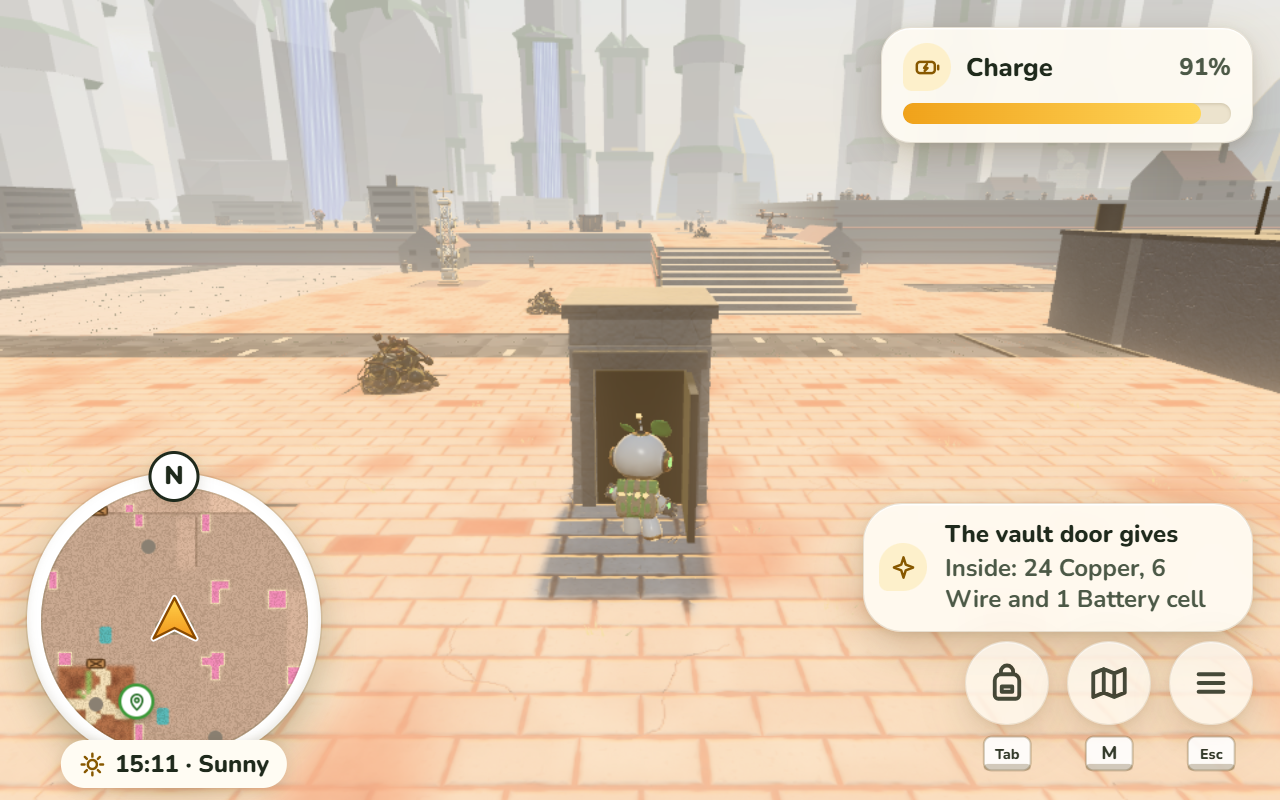 Charge 91%
N
The vault door gives
Inside: 24 Copper, 6
Wire and 1 Battery cell
15:11 · Sunny
Tab M Esc